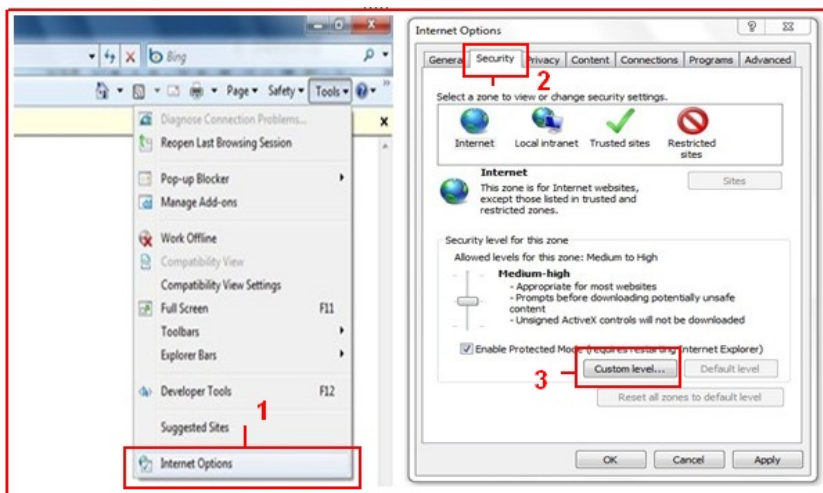 Bing
Page Safety Tools
Diagnose Connection Problems...
Reopen Last Browsing Session
Pop-up Blocker
Manage Add-ons
Work Offline
Compatibility View
Compatibility View Settings
Full Screen F11
Toolbars
Explorer Bars
Developer Tools F12
1
Suggested Sites
Internet Options
Internet Options
General Security Privacy Content Connections Programs Advanced
2
Select a zone to view or change security settings.
Internet Local intranet Trusted sites Restricted
sites
Internet
Sites
This zone is for Internet websites,
except those listed in trusted and
restricted zones.
Security level for this zone
Allowed levels for this zone: Medium to High
Medium-high
- Appropriate for most websites
- Prompts before downloading potentially unsafe
content
- Unsigned ActiveX controls will not be downloaded
Enable Protected Mode (requires restarting Internet Explorer)
3
Custom level... Default level
Reset all zones to default level
OK Cancel Apply